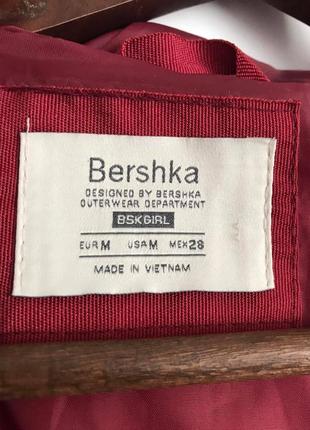 Bershka
DESIGNED BY BERSHKA
OUTERWEAR DEPARTMENT
BSKGIRL
EUR M USA M MEX 28
MADE IN VIETNAM